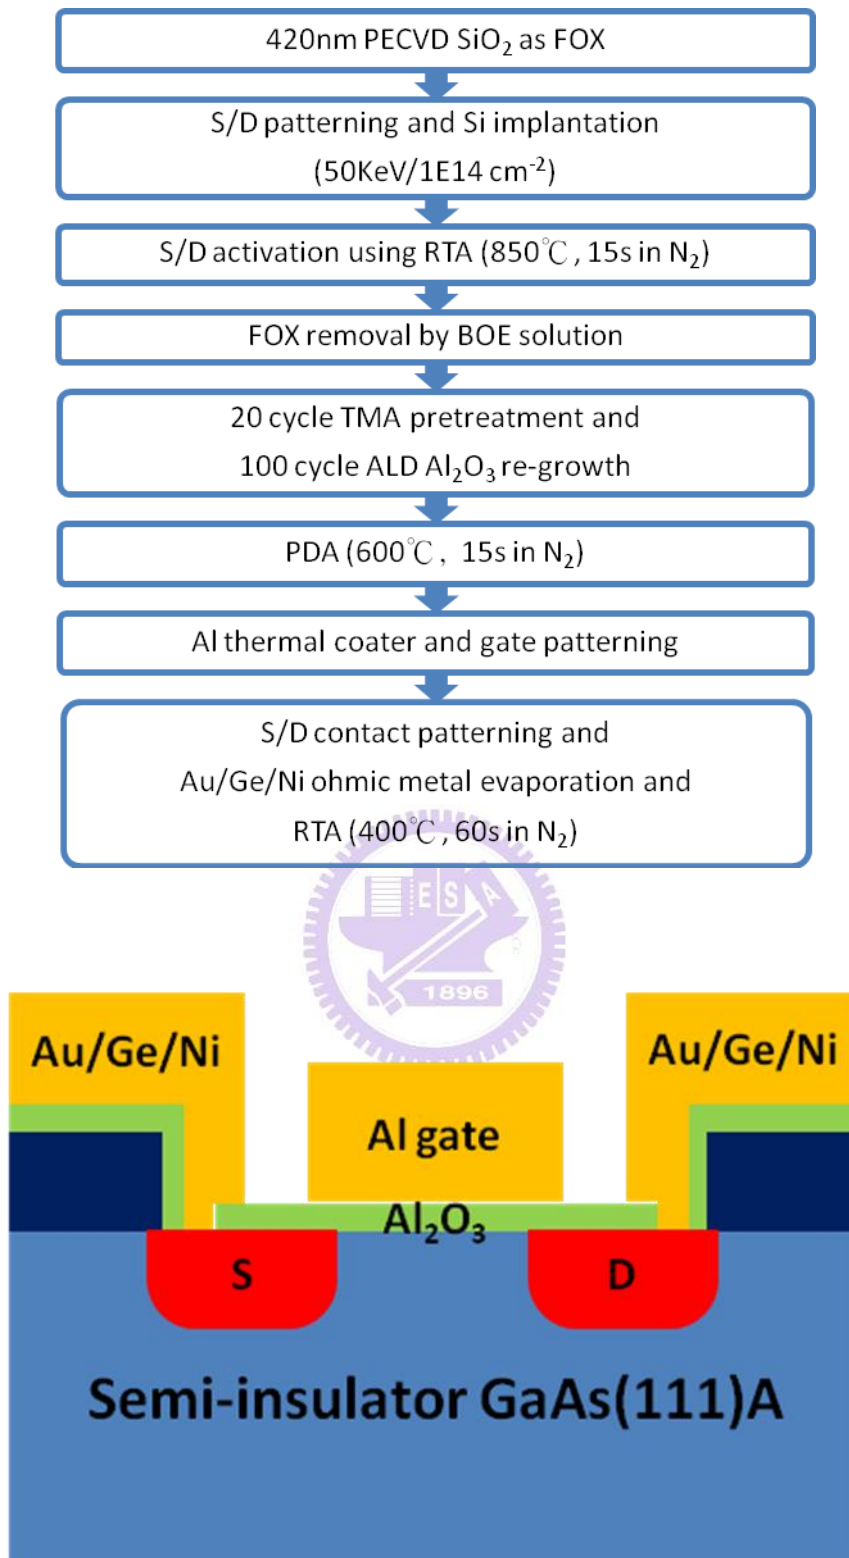 420nm PECVD SiO₂ as FOX
S/D patterning and Si implantation
(50KeV/1E14 cm⁻²)
S/D activation using RTA (850℃, 15s in N₂)
FOX removal by BOE solution
20 cycle TMA pretreatment and
100 cycle ALD Al₂O₃ re-growth
PDA (600℃, 15s in N₂)
Al thermal coater and gate patterning
S/D contact patterning and
Au/Ge/Ni ohmic metal evaporation and
RTA (400℃, 60s in N₂)
E S A
1896
Au/Ge/Ni
Au/Ge/Ni
Al gate
Al₂O₃
S
D
Semi-insulator GaAs(111)A